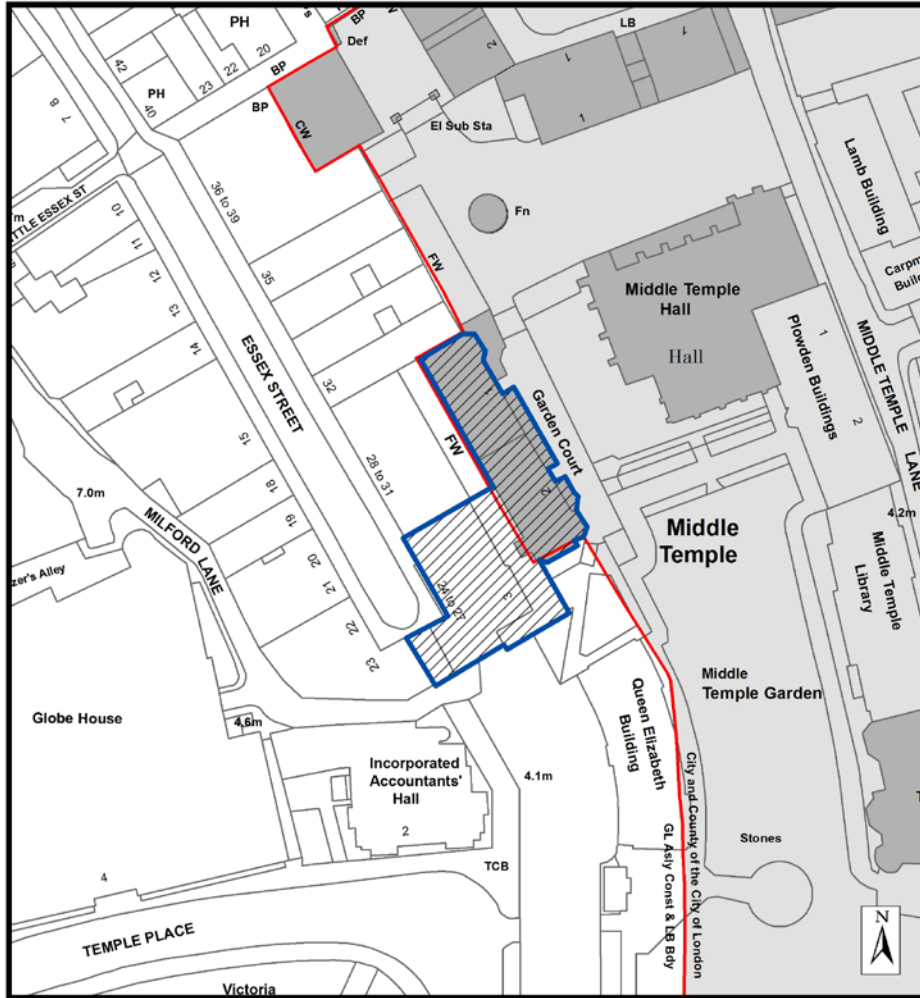 PH
20
22
23
42
PH
40
8
7
BP
BP
BP
Def
LB
2
1
1
1
CW
El Sub Sta
Fn
FW
36 to 39
35
32
28 to 31
ESSEX STREET
10
11
12
13
14
15
18
19
20
21
22
23
7.0m
MILFORD LANE
FW
1
2
3
24 to 27
Garden Court
Middle Temple
Hall
Hall
Lamb Building
Plowden Buildings
1
2
MIDDLE TEMPLE
LANE
4.2m
Middle
Temple
Middle Temple
Library
Middle
Temple Garden
Globe House
4.6m
Incorporated
Accountants'
Hall
2
4.1m
Queen Elizabeth
Building
City and County of the City of London
GL Asly Const & LB Bdy
Stones
TCB
4
TEMPLE PLACE
Victoria
N